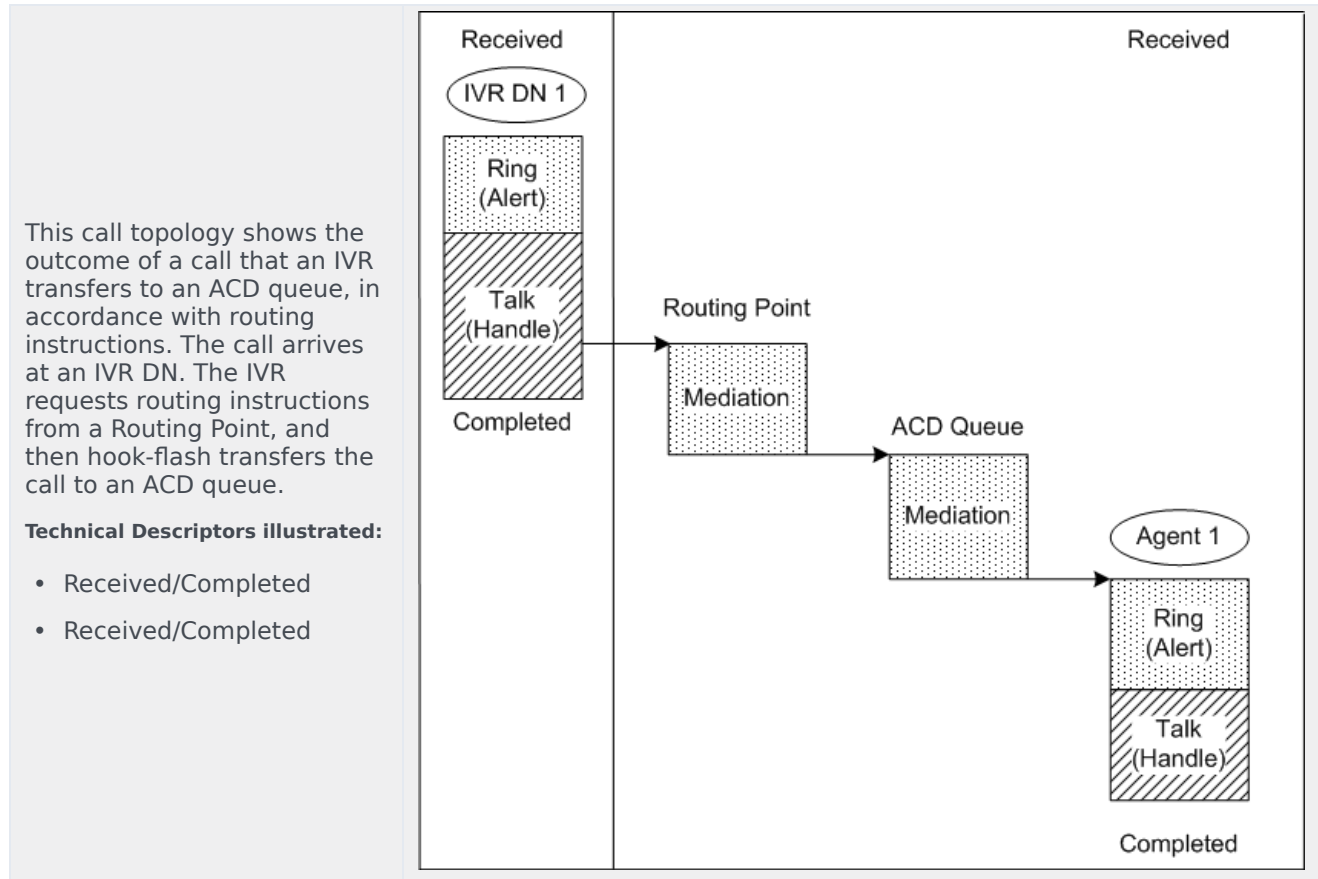 This call topology shows the
outcome of a call that an IVR
transfers to an ACD queue, in
accordance with routing
instructions. The call arrives
at an IVR DN. The IVR
requests routing instructions
from a Routing Point, and
then hook-flash transfers the
call to an ACD queue.
Technical Descriptors illustrated:
• Received/Completed
• Received/Completed
Received
IVR DN 1
Ring
(Alert)
Talk
(Handle)
Completed
Routing Point
Mediation
ACD Queue
Mediation
Received
Agent 1
Ring
(Alert)
Talk
(Handle)
Completed